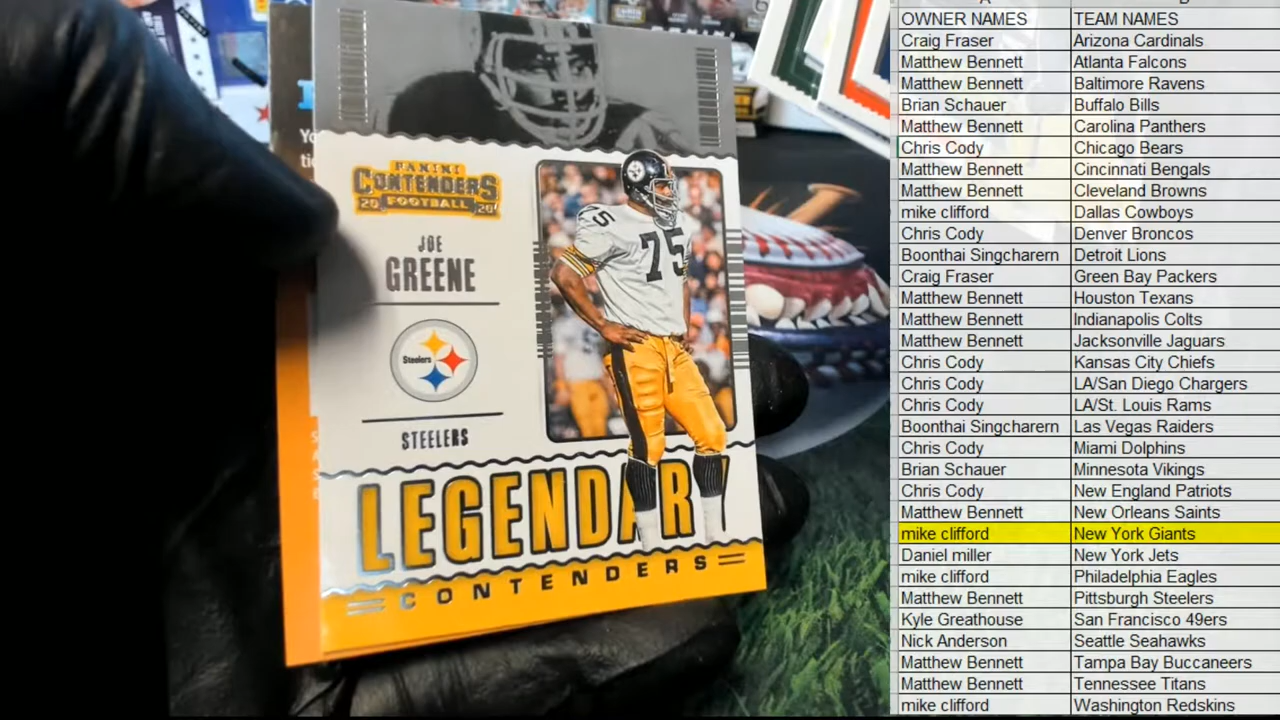 PANINI
CONTENDERS
20 FOOTBALL 20
JOE
GREENE
Steelers
STEELERS
75
75
LEGENDARY
CONTENDERS
OWNER NAMES TEAM NAMES
Craig Fraser Arizona Cardinals
Matthew Bennett Atlanta Falcons
Matthew Bennett Baltimore Ravens
Brian Schauer Buffalo Bills
Matthew Bennett Carolina Panthers
Chris Cody Chicago Bears
Matthew Bennett Cincinnati Bengals
Matthew Bennett Cleveland Browns
mike clifford Dallas Cowboys
Chris Cody Denver Broncos
Boonthai Singcharern Detroit Lions
Craig Fraser Green Bay Packers
Matthew Bennett Houston Texans
Matthew Bennett Indianapolis Colts
Matthew Bennett Jacksonville Jaguars
Chris Cody Kansas City Chiefs
Chris Cody LA/San Diego Chargers
Chris Cody LA/St. Louis Rams
Boonthai Singcharern Las Vegas Raiders
Chris Cody Miami Dolphins
Brian Schauer Minnesota Vikings
Chris Cody New England Patriots
Matthew Bennett New Orleans Saints
mike clifford New York Giants
Daniel miller New York Jets
mike clifford Philadelphia Eagles
Matthew Bennett Pittsburgh Steelers
Kyle Greathouse San Francisco 49ers
Nick Anderson Seattle Seahawks
Matthew Bennett Tampa Bay Buccaneers
Matthew Bennett Tennessee Titans
mike clifford Washington Redskins